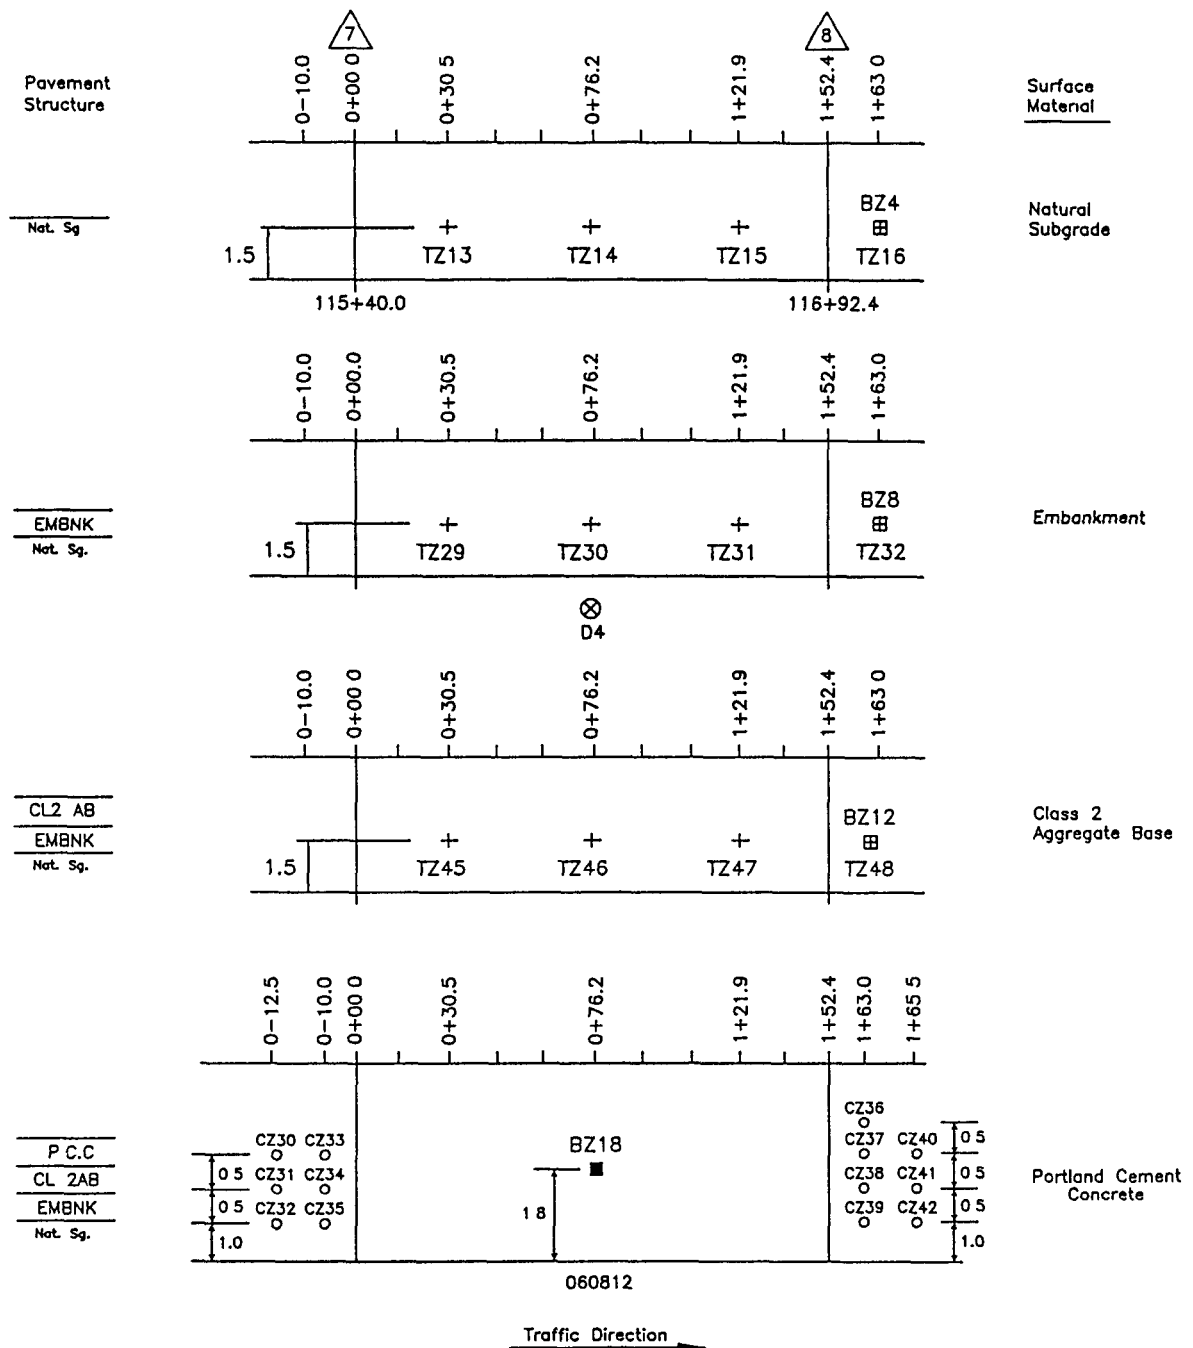 7
8
0-10.0
0+00 0
0+30 5
0+76.2
1+21.9
1+52.4
1+63 0
Pavement
Structure
Surface
Material
Nat. Sg
1.5
TZ13
TZ14
TZ15
BZ4
TZ16
Natural
Subgrade
115+40.0
116+92.4
0-10.0
0+00.0
0+30.5
0+76.2
1+21.9
1+52.4
1+63.0
EMBNK
Nat. Sg.
1.5
TZ29
TZ30
TZ31
BZ8
TZ32
Embankment
D4
0-10.0
0+00 0
0+30.5
0+76.2
1+21.9
1+52.4
1+63 0
CL2 AB
EMBNK
Nat. Sg.
1.5
TZ45
TZ46
TZ47
BZ12
TZ48
Class 2
Aggregate Base
0-12.5
0-10.0
0+00 0
0+30.5
0+76.2
1+21.9
1+52.4
1+63.0
1+65 5
P C.C
CL 2AB
EMBNK
Nat. Sg.
CZ30 CZ33
0 5 CZ31 CZ34
0 5 CZ32 CZ35
1.0
BZ18
1 8
CZ36
CZ37 CZ40 0 5
CZ38 CZ41 0 5
CZ39 CZ42 0 5
1.0
Portland Cement
Concrete
060812
Traffic Direction